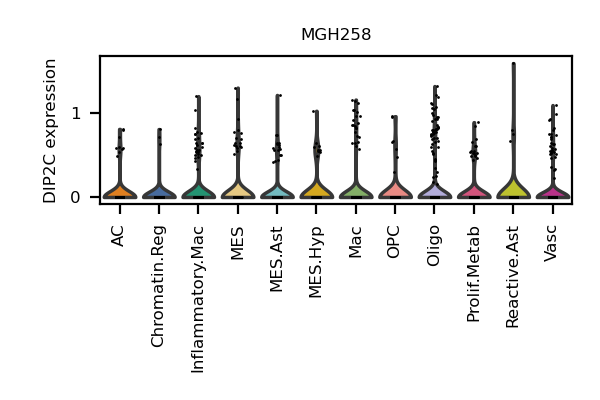 MGH258
DIP2C expression
1
0
AC
Chromatin.Reg
Inflammatory.Mac
MES
MES.Ast
MES.Hyp
Mac
OPC
Oligo
Prolif.Metab
Reactive.Ast
Vasc